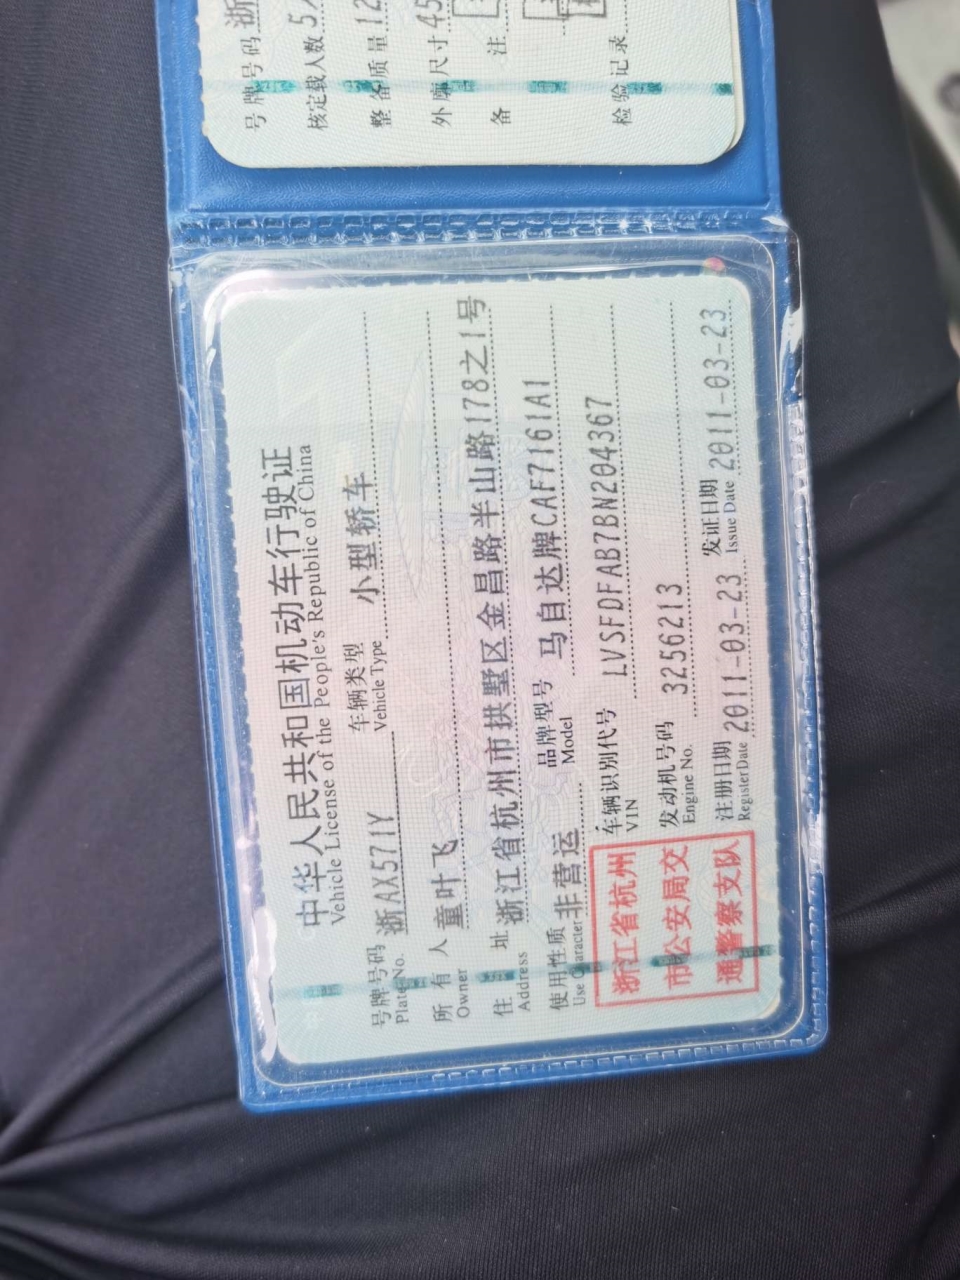 中华人民共和国机动车行驶证
Vehicle License of the People's Republic of China
号牌号码 浙AX571Y 车辆类型 小型轿车
Plate No. Vehicle Type
所有人 童叶飞
Owner
住址 浙江省杭州市拱墅区金昌路半山路178之1号
Address
使用性质 非营运 品牌型号 马自达牌CAF7161A1
Use Character Model
车辆识别代号 LVSFDFAB7BN204367
VIN
发动机号码 3256213
Engine No.
注册日期 2011-03-23 发证日期 2011-03-23
Register Date Issue Date
浙江省杭州
市公安局交
通警察支队
号牌号码 浙
核定载人数 5
整备质量 12
外廓尺寸 45
备注
检验记录